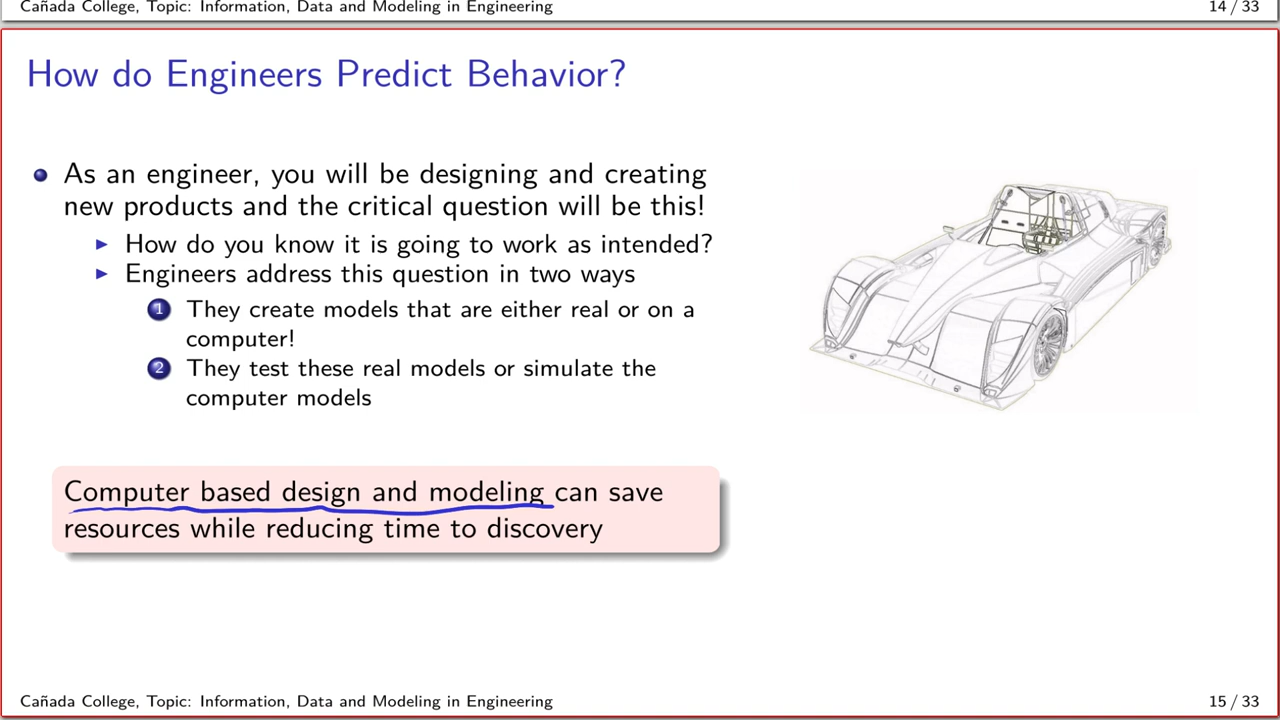 Cañada College, Topic: Information, Data and Modeling in Engineering 14 / 33
How do Engineers Predict Behavior?
As an engineer, you will be designing and creating
new products and the critical question will be this!
How do you know it is going to work as intended?
Engineers address this question in two ways
1 They create models that are either real or on a
computer!
2 They test these real models or simulate the
computer models
Computer based design and modeling can save
resources while reducing time to discovery
Cañada College, Topic: Information, Data and Modeling in Engineering 15 / 33